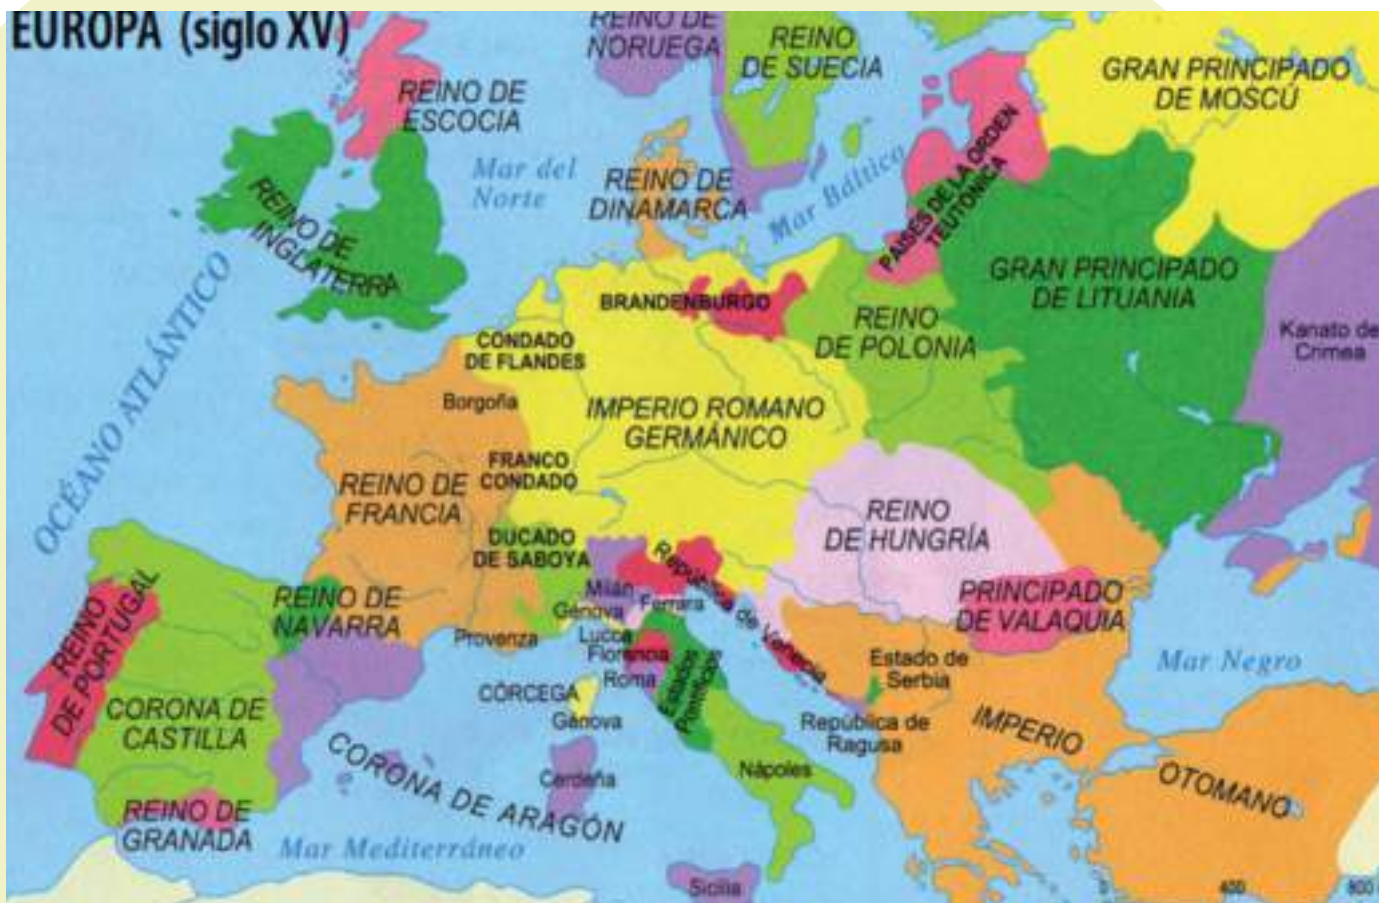 EUROPA (siglo XV)
REINO DE
NORUEGA
REINO
DE SUECIA
GRAN PRINCIPADO
DE MOSCÚ
REINO DE
ESCOCIA
Mar del
Norte
REINO DE
DINAMARCA
Mar Báltico
PAISES DE LA ORDEN
TEUTÓNICA
REINO DE
INGLATERRA
GRAN PRINCIPADO
DE LITUANIA
OCÉANO ATLÁNTICO
BRANDENBURGO
REINO
DE POLONIA
Kanato de
Crimea
CONDADO
DE FLANDES
Borgoña
IMPERIO ROMANO
GERMÁNICO
FRANCO
CONDADO
REINO DE
FRANCIA
REINO
DE HUNGRÍA
DUCADO
DE SABOYA
República de Venecia
Milán
Génova
Ferrara
REINO DE
NAVARRA
PRINCIPADO
DE VALAQUIA
REINO
DE PORTUGAL
Provenza
Lucca
Florencia
Roma
Estados
Pontificios
Estado de
Serbia
Mar Negro
CÓRCEGA
Génova
CORONA DE
CASTILLA
República de
Ragusa
IMPERIO
OTOMANO
CORONA DE ARAGÓN
Cerdeña
Nápoles
REINO DE
GRANADA
Mar Mediterráneo
Sicilia
0 400 800